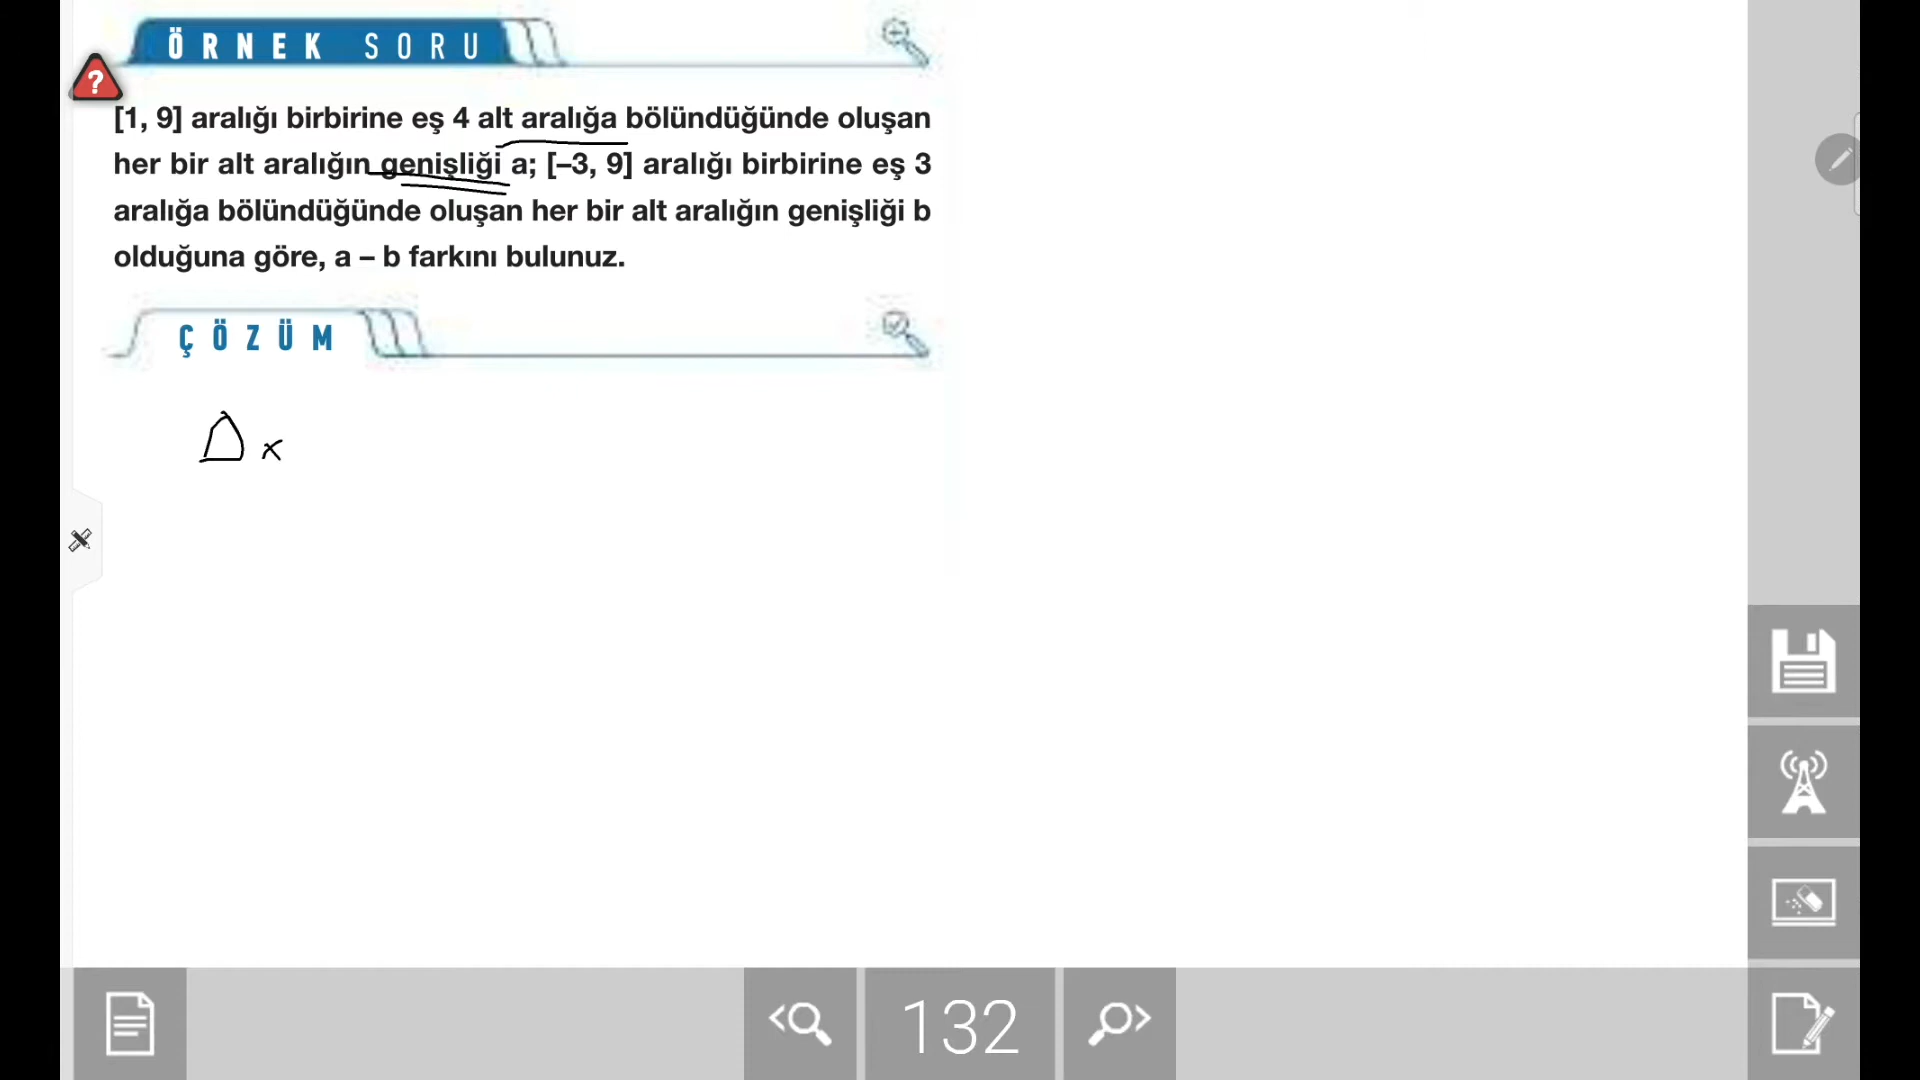 ÖRNEK SORU
?
[1, 9] aralığı birbirine eş 4 alt aralığa bölündüğünde oluşan
her bir alt aralığın genişliği a; [–3, 9] aralığı birbirine eş 3
aralığa bölündüğünde oluşan her bir alt aralığın genişliği b
olduğuna göre, a – b farkını bulunuz.
ÇÖZÜM
Δx
132